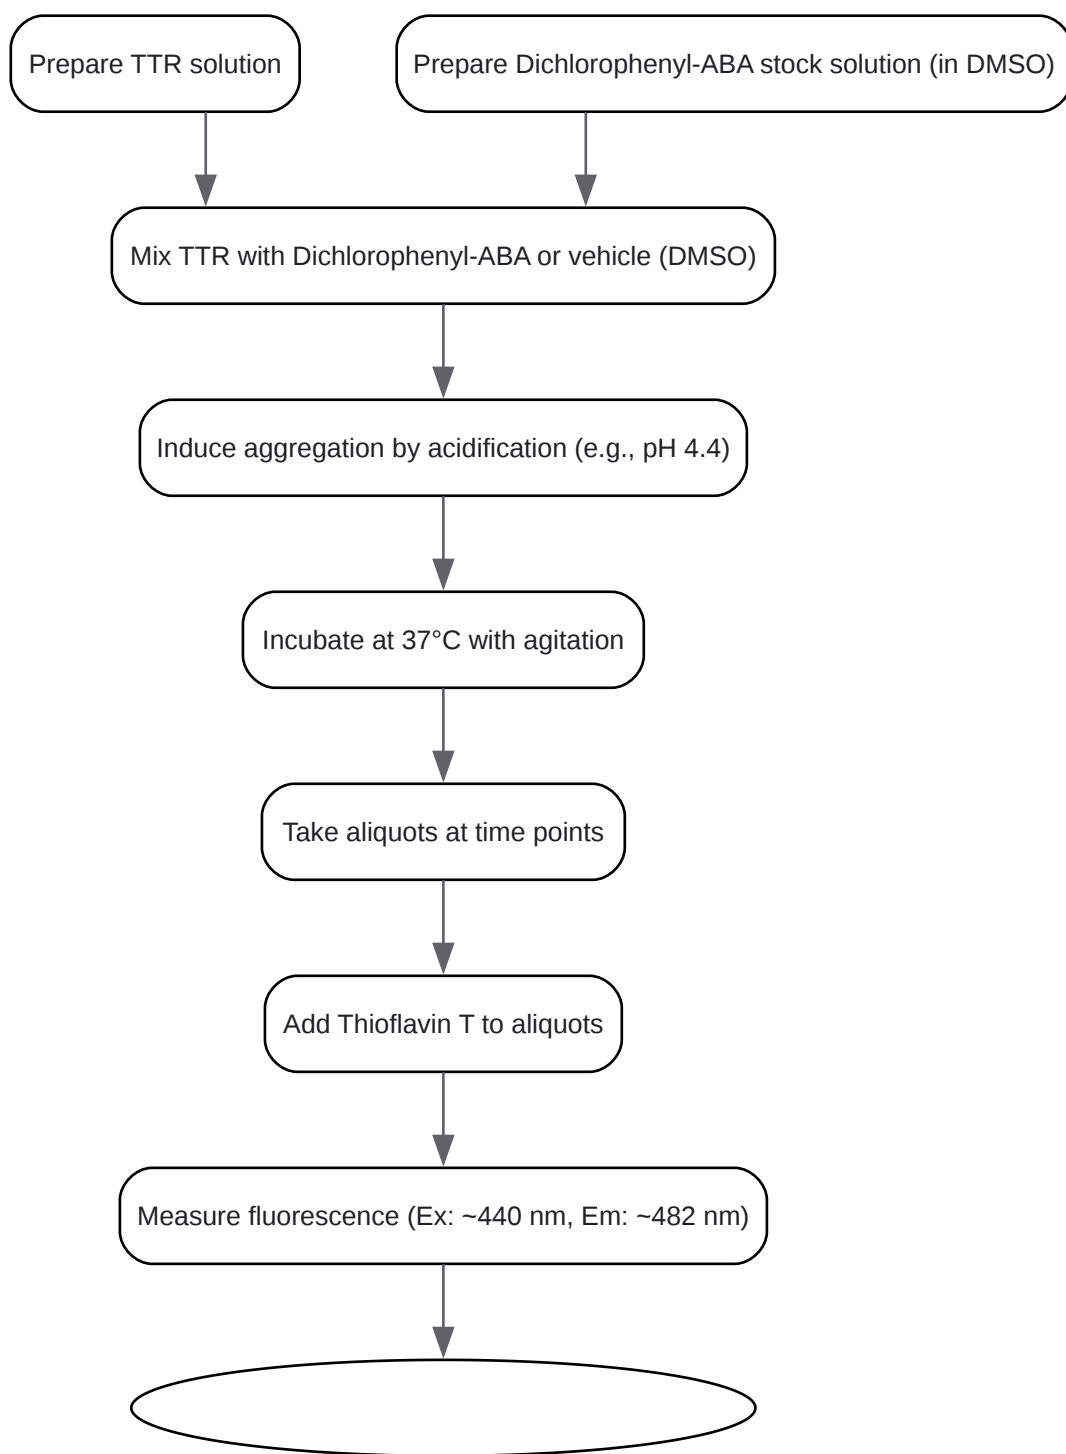 Prepare TTR solution
Prepare Dichlorophenyl-ABA stock solution (in DMSO)
Mix TTR with Dichlorophenyl-ABA or vehicle (DMSO)
Induce aggregation by acidification (e.g., pH 4.4)
Incubate at 37°C with agitation
Take aliquots at time points
Add Thioflavin T to aliquots
Measure fluorescence (Ex: ~440 nm, Em: ~482 nm)